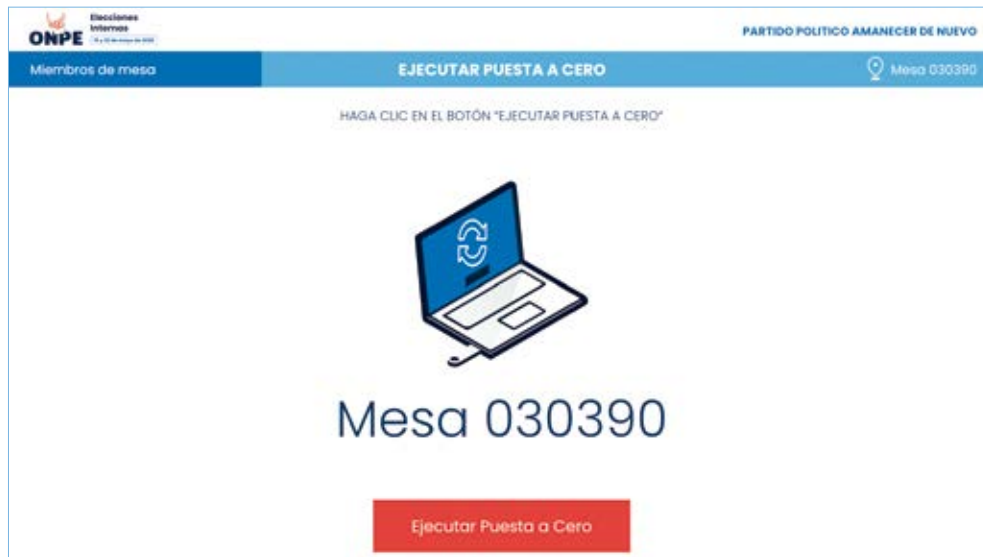 ONPE
Elecciones
Internas
PARTIDO POLITICO AMANECER DE NUEVO
Miembros de mesa
EJECUTAR PUESTA A CERO
Mesa 030390
HAGA CLIC EN EL BOTÓN "EJECUTAR PUESTA A CERO"
Mesa 030390
Ejecutar Puesta a Cero